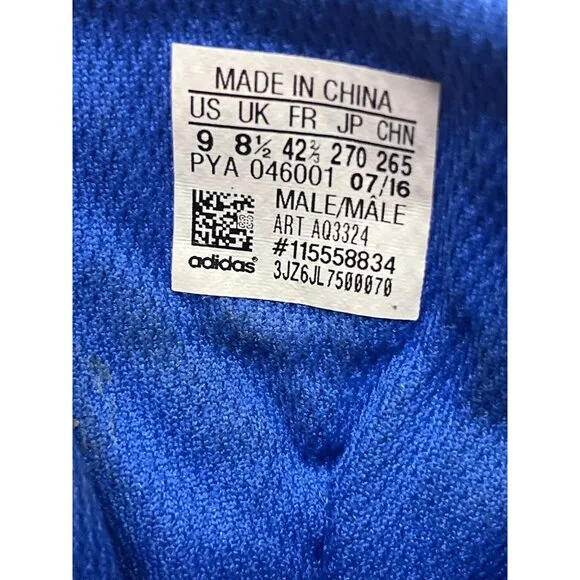 MADE IN CHINA
US UK FR JP CHN
9 8½ 42⅔ 270 265
PYA 046001 07/16
MALE/MÂLE
ART AQ3324
#115558834
3JZ6JL7500070
adidas